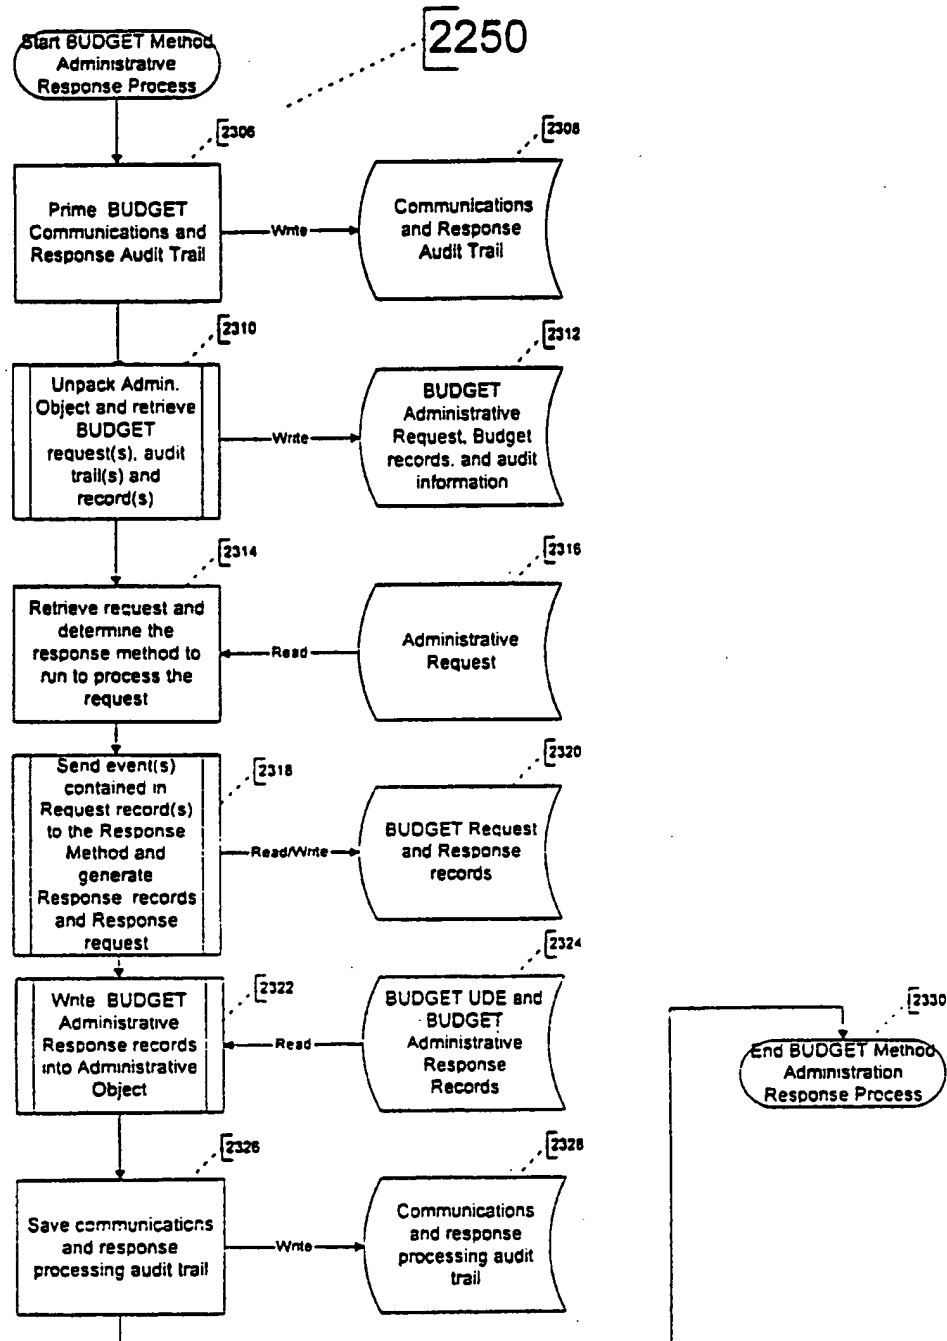 2250
Start BUDGET Method
Administrative
Response Process
2306
Prime BUDGET
Communications and
Response Audit Trail
Write
2308
Communications
and Response
Audit Trail
2310
Unpack Admin.
Object and retrieve
BUDGET
request(s), audit
trail(s) and
record(s)
Write
2312
BUDGET
Administrative
Request, Budget
records, and audit
information
2314
Retrieve request and
determine the
response method to
run to process the
request
Read
2316
Administrative
Request
2318
Send event(s)
contained in
Request record(s)
to the Response
Method and
generate
Response records
and Response
request
Read/Write
2320
BUDGET Request
and Response
records
2322
Write BUDGET
Administrative
Response records
into Administrative
Object
Read
2324
BUDGET UDE and
BUDGET
Administrative
Response
Records
2326
Save communications
and response
processing audit trail
Write
2328
Communications
and response
processing audit
trail
2330
End BUDGET Method
Administration
Response Process